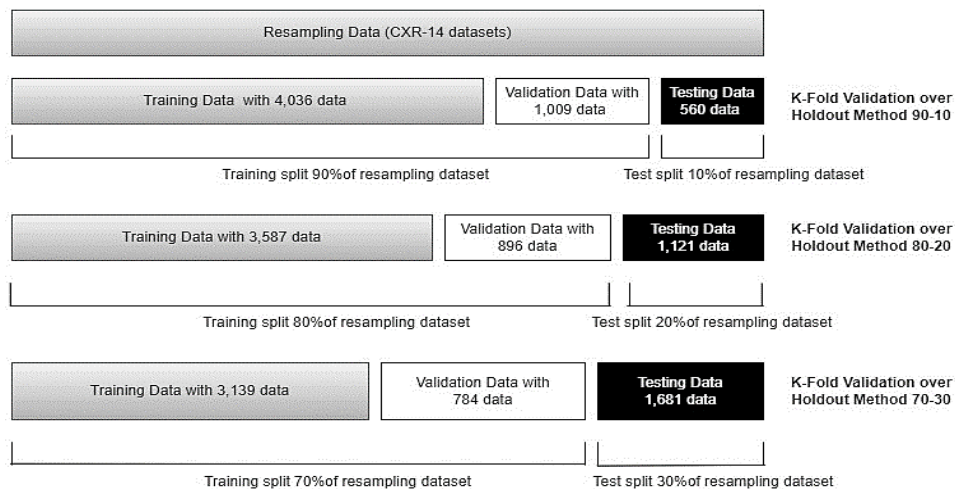 Resampling Data (CXR-14 datasets)
Training Data with 4,036 data
Validation Data with
1,009 data
Testing Data
560 data
K-Fold Validation over
Holdout Method 90-10
Training split 90%of resampling dataset
Test split 10%of resampling dataset
Training Data with 3,587 data
Validation Data with
896 data
Testing Data
1,121 data
K-Fold Validation over
Holdout Method 80-20
Training split 80%of resampling dataset
Test split 20%of resampling dataset
Training Data with 3,139 data
Validation Data with
784 data
Testing Data
1,681 data
K-Fold Validation over
Holdout Method 70-30
Training split 70%of resampling dataset
Test split 30%of resampling dataset